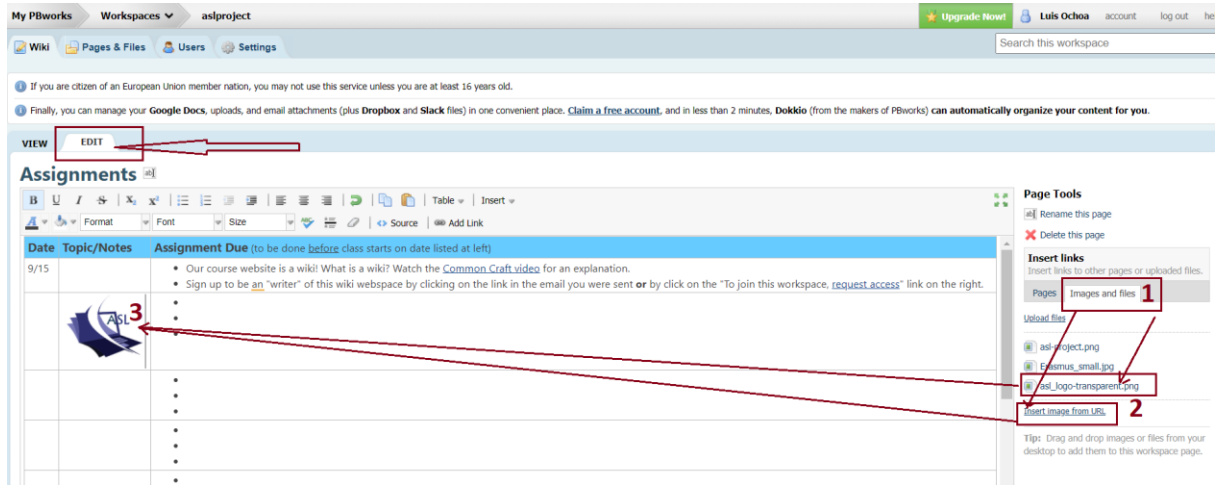 My PBworks Workspaces aslproject Upgrade Now! Luis Ochoa account log out he
Wiki Pages & Files Users Settings Search this workspace
If you are citizen of an European Union member nation, you may not use this service unless you are at least 16 years old.
Finally, you can manage your Google Docs, uploads, and email attachments (plus Dropbox and Slack files) in one convenient place. Claim a free account, and in less than 2 minutes, Dokkio (from the makers of PBworks) can automatically organize your content for you.
VIEW EDIT
Assignments
B U I S X₂ X² Table Insert
A Format Font Size ABC Source Add Link
Date Topic/Notes Assignment Due (to be done before class starts on date listed at left)
9/15
• Our course website is a wiki! What is a wiki? Watch the Common Craft video for an explanation.
• Sign up to be an "writer" of this wiki webspace by clicking on the link in the email you were sent or by click on the "To join this workspace, request access" link on the right.
ASL 3
Page Tools
Rename this page
Delete this page
Insert links
Insert links to other pages or uploaded files.
Pages Images and files 1
Upload files
asl-project.png
Erasmus_small.jpg
asl_logo-transparent.png
Insert image from URL 2
Tip: Drag and drop images or files from your
desktop to add them to this workspace page.